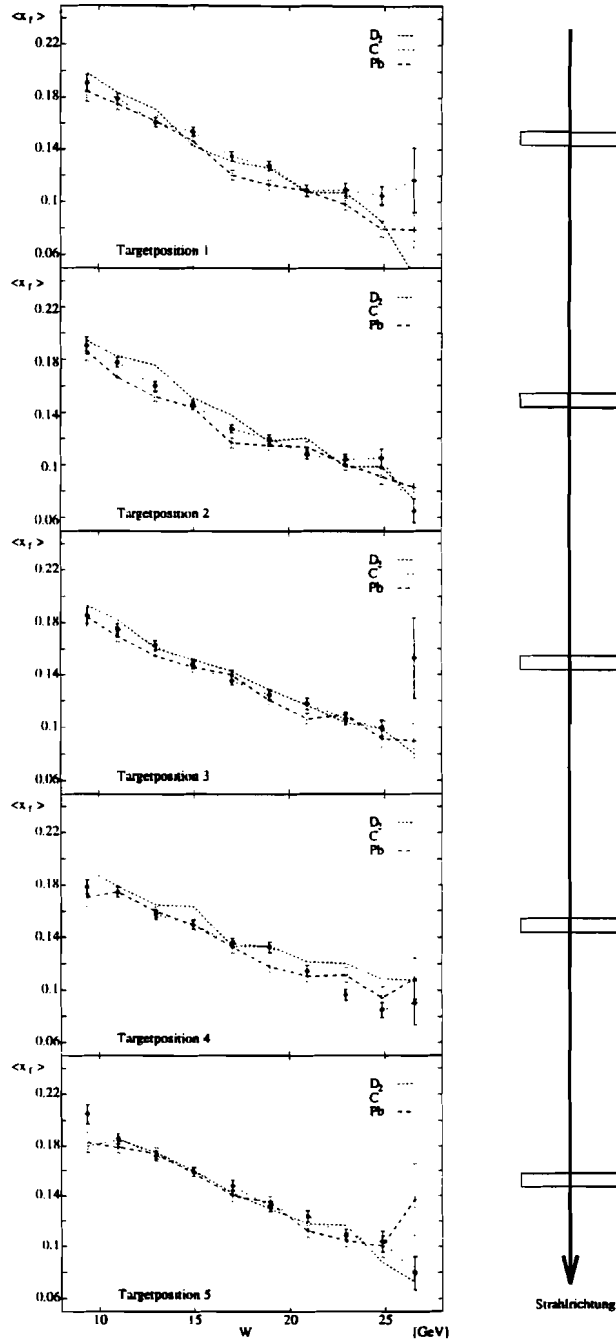 <x_f>
0.22
0.18
0.14
0.1
0.06
D2
C
Pb
Targetposition 1
<x_f>
0.22
0.18
0.14
0.1
0.06
D2
C
Pb
Targetposition 2
<x_f>
0.22
0.18
0.14
0.1
0.06
D2
C
Pb
Targetposition 3
<x_f>
0.22
0.18
0.14
0.1
0.06
D2
C
Pb
Targetposition 4
<x_f>
0.22
0.18
0.14
0.1
0.06
D2
C
Pb
Targetposition 5
10 15 20 25
W [GeV]
Strahlrichtung